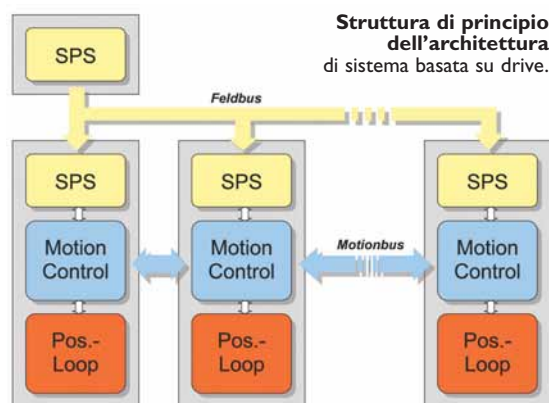 Struttura di principio
dell'architettura
di sistema basata su drive.
SPS
Feldbus
SPS
SPS
SPS
Motion
Control
Motion
Control
Motionbus
Motion
Control
Pos.-
Loop
Pos.-
Loop
Pos.-
Loop